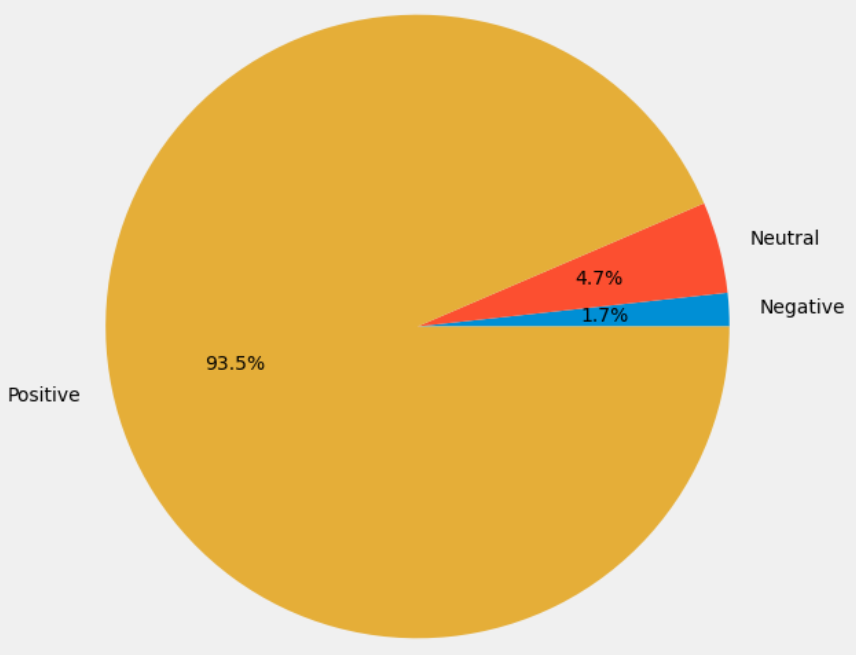 Neutral
4.7%
Negative
1.7%
93.5%
Positive